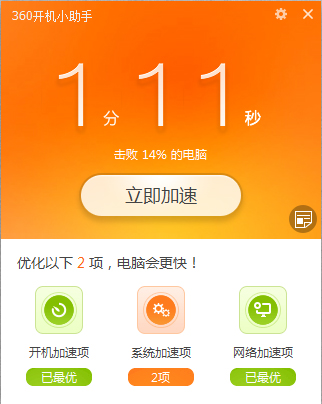 360开机小助手
1分11秒
击败 14% 的电脑
立即加速
优化以下 2 项，电脑会更快！
开机加速项 系统加速项 网络加速项
已最优 2项 已最优